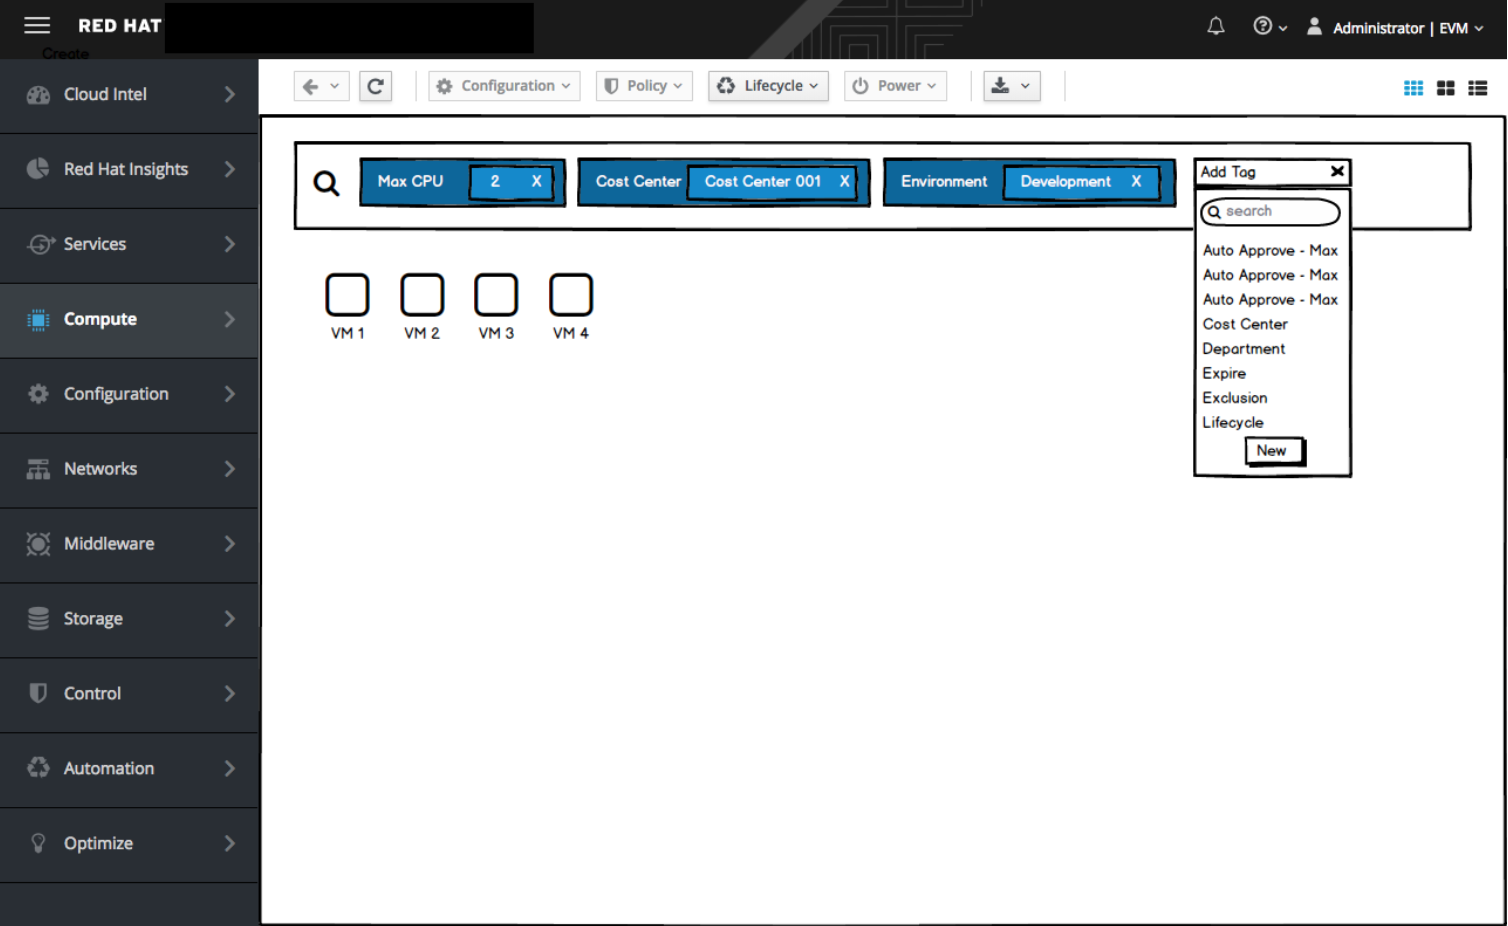 RED HAT
Administrator | EVM
Create
Cloud Intel
Red Hat Insights
Services
Compute
Configuration
Networks
Middleware
Storage
Control
Automation
Optimize
Configuration
Policy
Lifecycle
Power
Max CPU 2 X
Cost Center Cost Center 001 X
Environment Development X
Add Tag
search
Auto Approve - Max
Auto Approve - Max
Auto Approve - Max
Cost Center
Department
Expire
Exclusion
Lifecycle
New
VM 1
VM 2
VM 3
VM 4